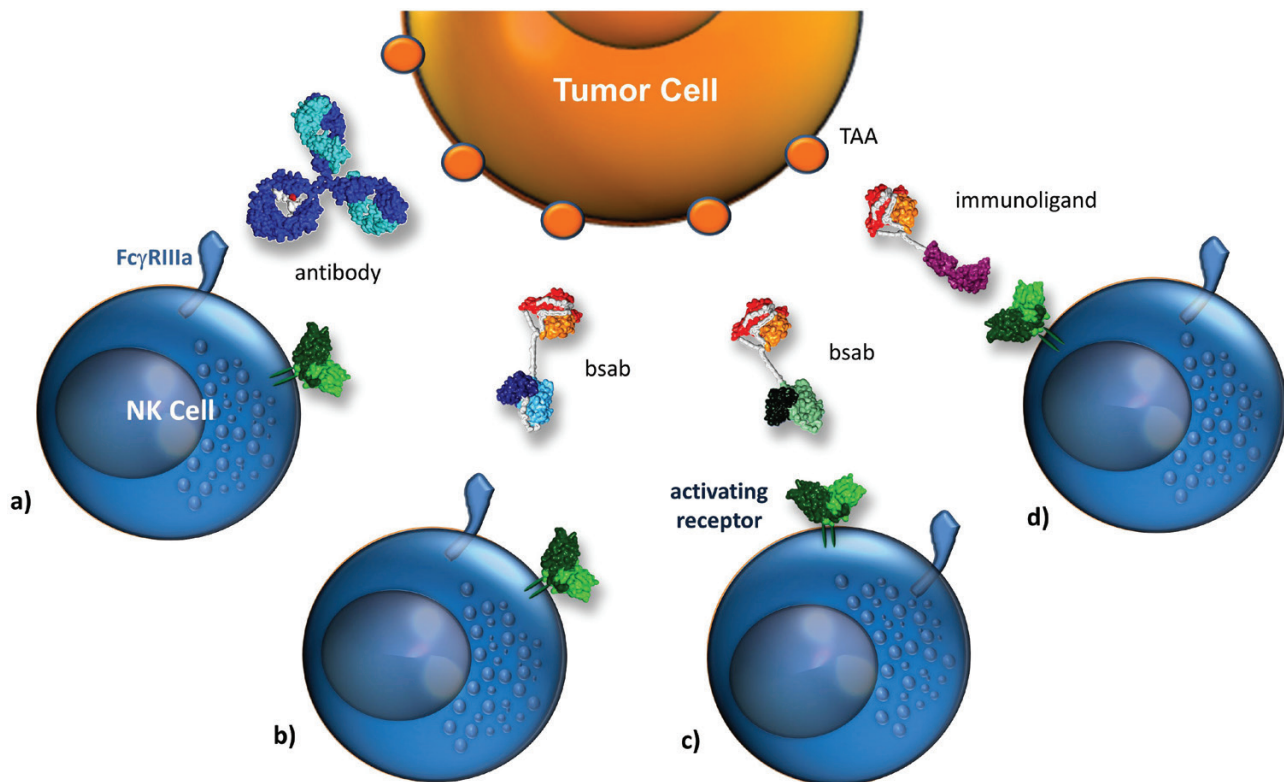 Tumor Cell
TAA
immunoligand
FcγRIIIa
antibody
bsab
bsab
NK Cell
a)
activating
receptor
d)
b)
c)